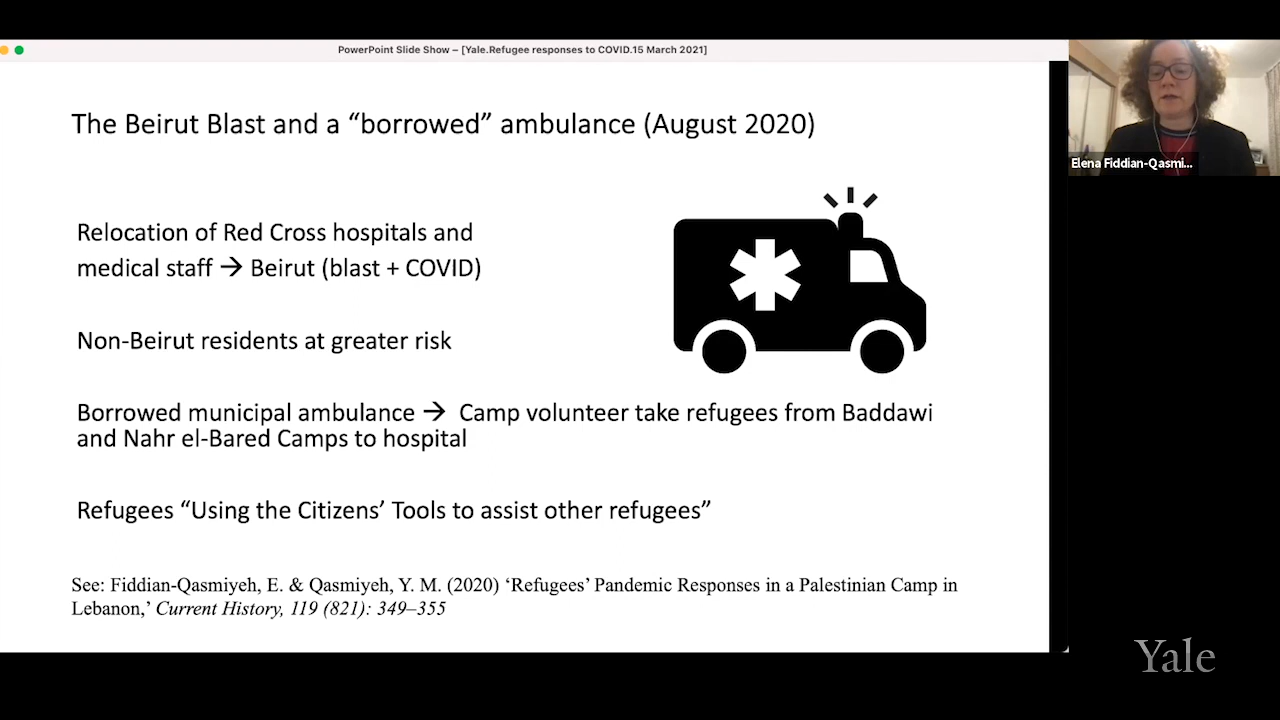 PowerPoint Slide Show – [Yale.Refugee responses to COVID.15 March 2021]
The Beirut Blast and a “borrowed” ambulance (August 2020)
Relocation of Red Cross hospitals and
medical staff → Beirut (blast + COVID)
Non-Beirut residents at greater risk
Borrowed municipal ambulance → Camp volunteer take refugees from Baddawi
and Nahr el-Bared Camps to hospital
Refugees “Using the Citizens’ Tools to assist other refugees”
See: Fiddian-Qasmiyeh, E. & Qasmiyeh, Y. M. (2020) ‘Refugees’ Pandemic Responses in a Palestinian Camp in
Lebanon,’ Current History, 119 (821): 349–355
Elena Fiddian-Qasmi...
Yale